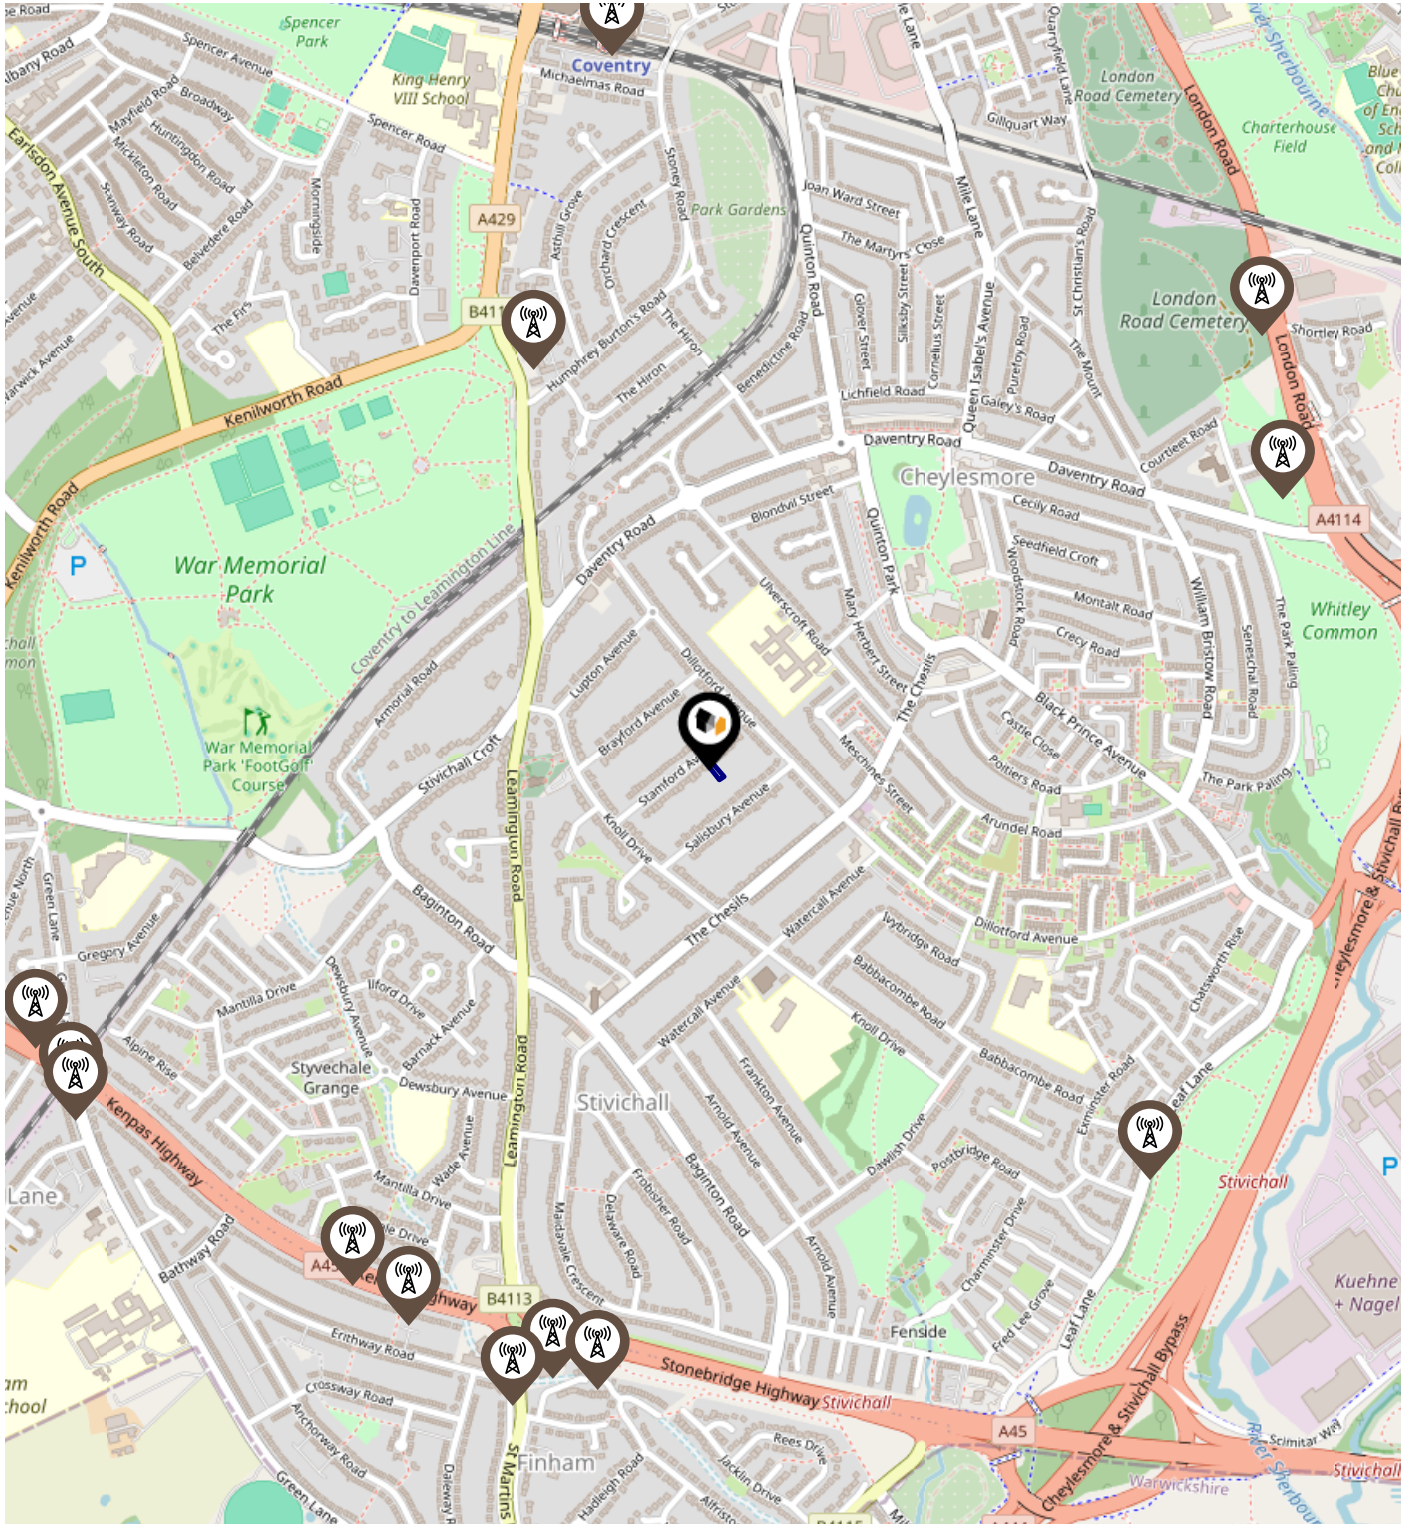 Spencer
Park
Spencer Avenue
King Henry
VIII School
Coventry
Michaelmas Road
London
Road Cemetery
Gillquart Way
Quarryfield Lane
London Road
Charterhouse
Field
Mayfield Road
Broadway
Huntingdon Road
Mickleton Road
Stanway Road
Belvedere Road
Spencer Road
Earlsdon Avenue South
Morningside
Davenport Road
A429
Asthill Grove
Orchard Crescent
Stoney Road
Park Gardens
Joan Ward Street
The Martyrs' Close
Mile Lane
Quinton Road
St Christian's Road
The Firs
Humphrey Burton's Road
The Hiron
The Hiron
Benedictine Road
Glover Street
Silksby Street
Cornelius Street
Queen Isabel's Avenue
Purefroy Road
The Mount
London
Road Cemetery
Shortley Road
London Road
Kenilworth Road
Kenilworth Road
Kenilworth Road
Lichfield Road
Galey's Road
Daventry Road
Daventry Road
Daventry Road
Courtleet Road
Cheylesmore
A4114
Blondvil Street
Cecily Road
Seedfield Croft
Woodstock Road
Montalt Road
Crecy Road
Quinton Park
William Bristow Road
Seneschal Road
The Park Paling
The Park Paling
Whitley
Common
P
War Memorial
Park
Coventry to Leamington Line
Ulverscroft Road
Mary Herbert Street
Lupton Avenue
Brayford Avenue
Armorial Road
Stivichall Croft
War Memorial
Park 'FootGolf'
Course
The Chesils
Castle Close
Black Prince Avenue
Poitiers Road
Meschines Street
Arundel Road
Salisbury Avenue
Knoll Drive
The Chesils
Watercall Avenue
Dillotford Avenue
Leamington Road
Baginton Road
Green Lane
Gregory Avenue
Mantilla Drive
Dewsbury Avenue
Ilford Drive
Barnack Avenue
Ivybridge Road
Babbacombe Road
Knoll Drive
Babbacombe Road
Watercall Avenue
Chatsworth Rise
Exminster Road
Alpine Rise
Styvechale
Grange
Dewsbury Avenue
Leamington Road
Stivichall
Frankton Avenue
Arnold Avenue
Dawlish Drive
Postbridge Road
Kenpas Highway
Wade Avenue
Mantilla Drive
Baginton Road
Frobisher Road
Delaware Road
Maidavale Crescent
Arnold Avenue
Charminster Drive
Stivichall
P
Bathway Road
B4113
Fred Lee Grove
Leaf Lane
Fenside
Kuehne
+ Nagel
Erithway Road
Crossway Road
Anchorway Road
Green Lane
Stonebridge Highway
Stivichall
Cheylesmore & Stivichall Bypass
A45
Scimitar Way
Stivichall
Finham
Rees Drive
Jacklin Drive
Hadleigh Road
Warwickshire